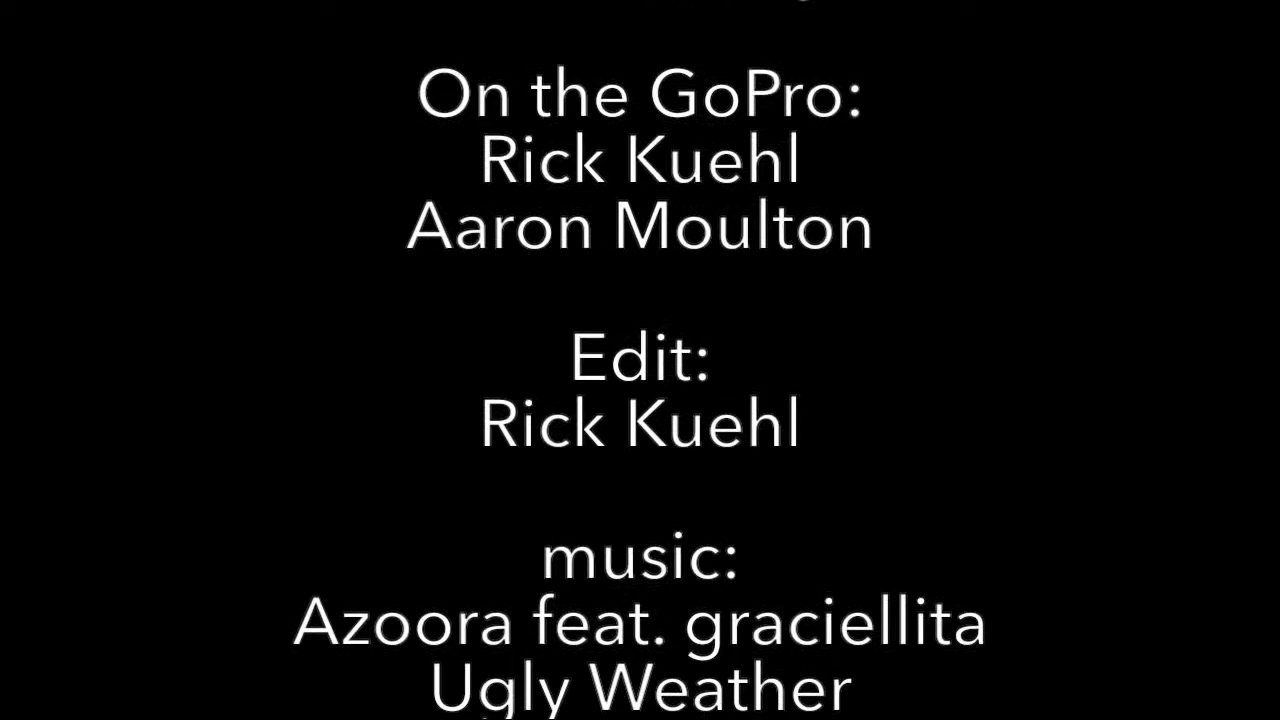 On the GoPro:
Rick Kuehl
Aaron Moulton
Edit:
Rick Kuehl
music:
Azoora feat. graciellita
Ugly Weather